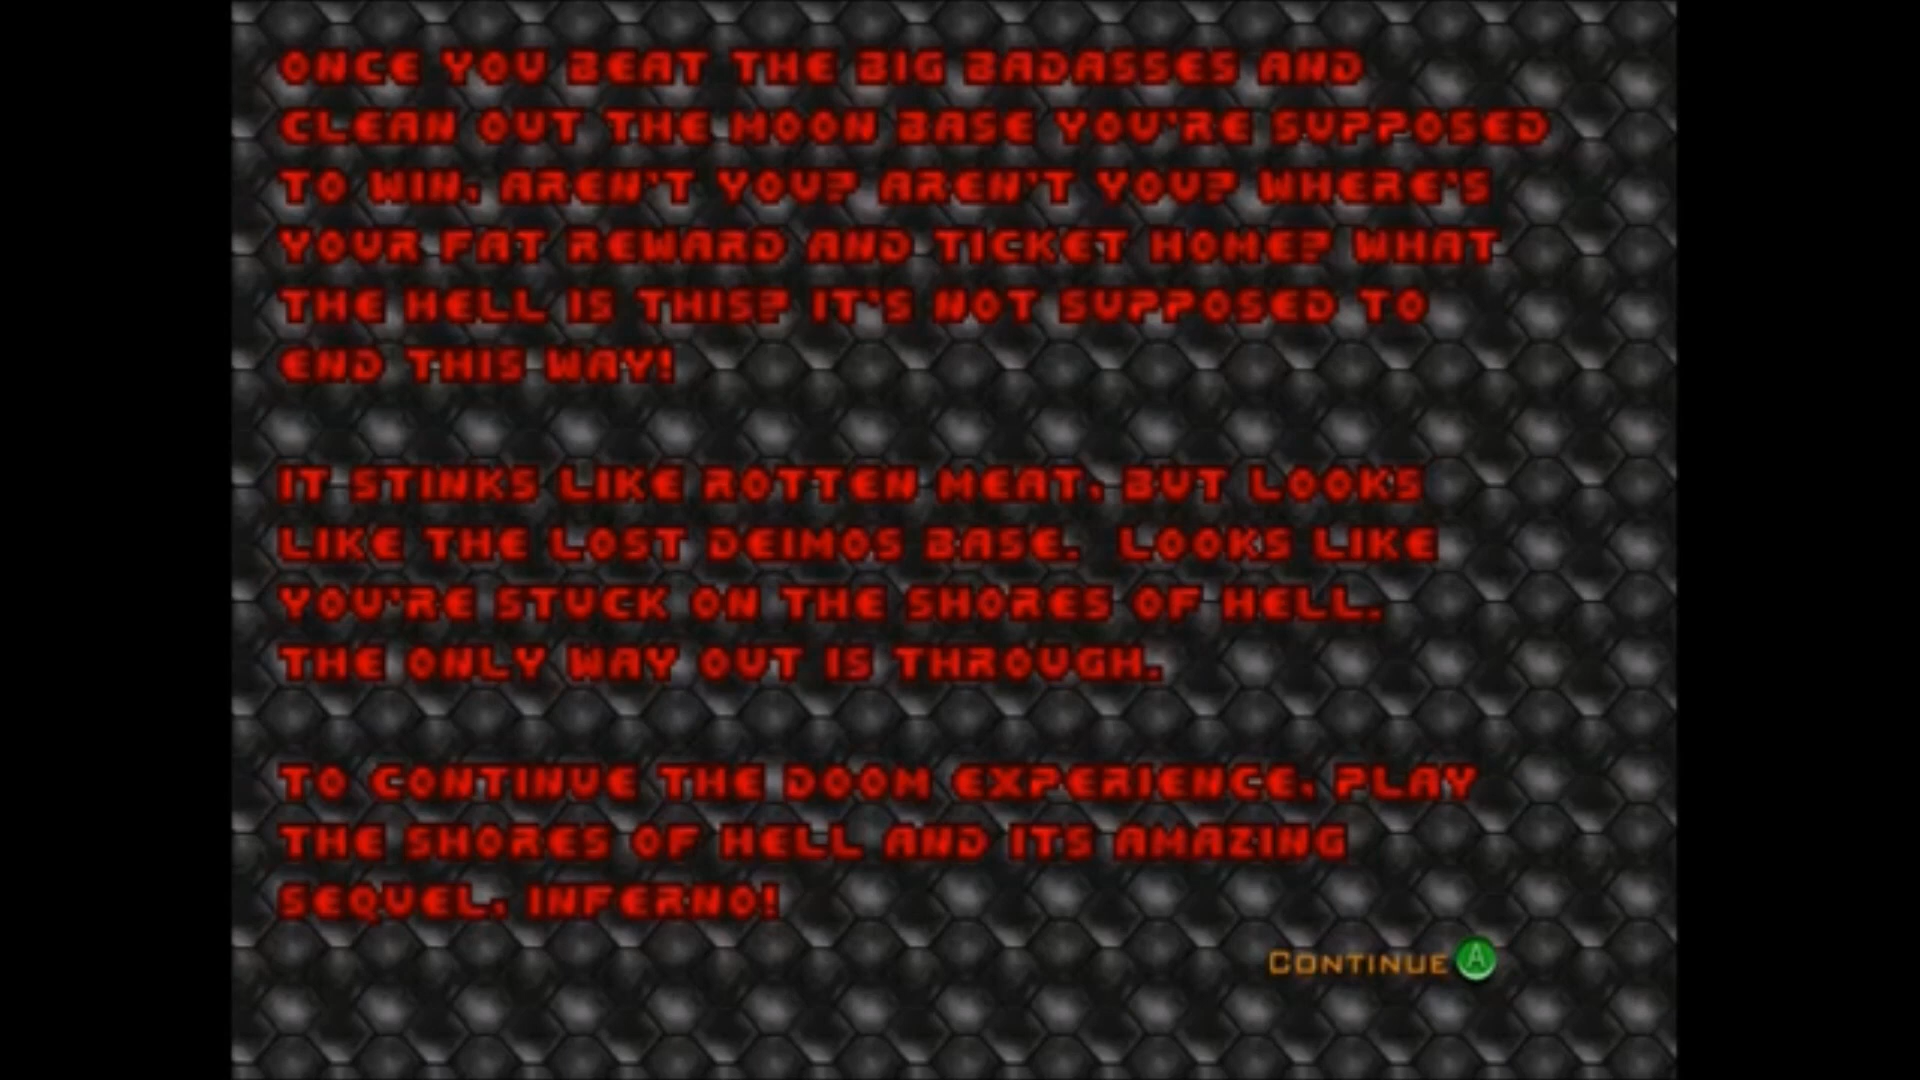 ONCE YOU BEAT THE BIG BADASSES AND
CLEAN OUT THE MOON BASE YOU'RE SUPPOSED
TO WIN, AREN'T YOU? AREN'T YOU? WHERE'S
YOUR FAT REWARD AND TICKET HOME? WHAT
THE HELL IS THIS? IT'S NOT SUPPOSED TO
END THIS WAY!
IT STINKS LIKE ROTTEN MEAT, BUT LOOKS
LIKE THE LOST DEIMOS BASE. LOOKS LIKE
YOU'RE STUCK ON THE SHORES OF HELL.
THE ONLY WAY OUT IS THROUGH.
TO CONTINUE THE DOOM EXPERIENCE, PLAY
THE SHORES OF HELL AND ITS AMAZING
SEQUEL, INFERNO!
CONTINUE A